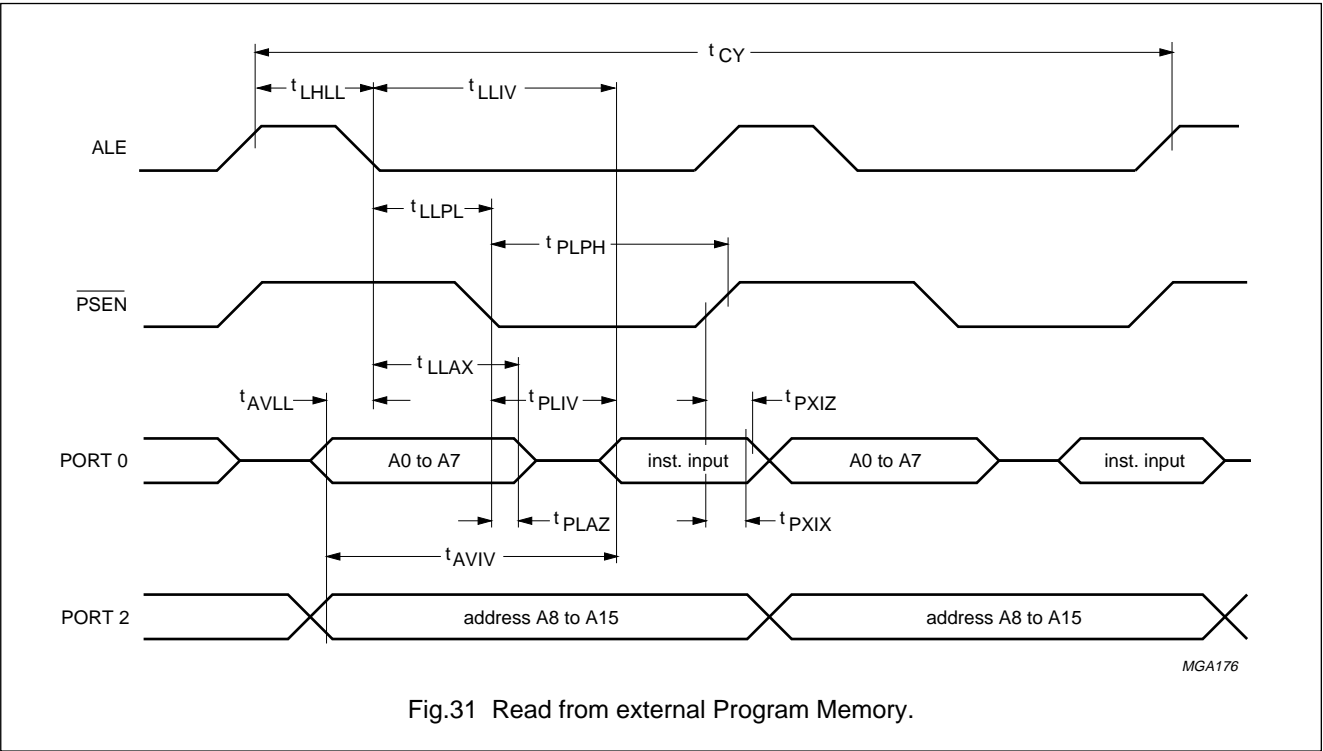 t CY
t LHLL
t LLIV
ALE
t LLPL
t PLPH
PSEN
t LLAX
t AVLL
t PLIV
t PXIZ
PORT 0
A0 to A7
inst. input
A0 to A7
inst. input
t PLAZ
t PXIX
t AVIV
PORT 2
address A8 to A15
address A8 to A15
MGA176
Fig.31 Read from external Program Memory.